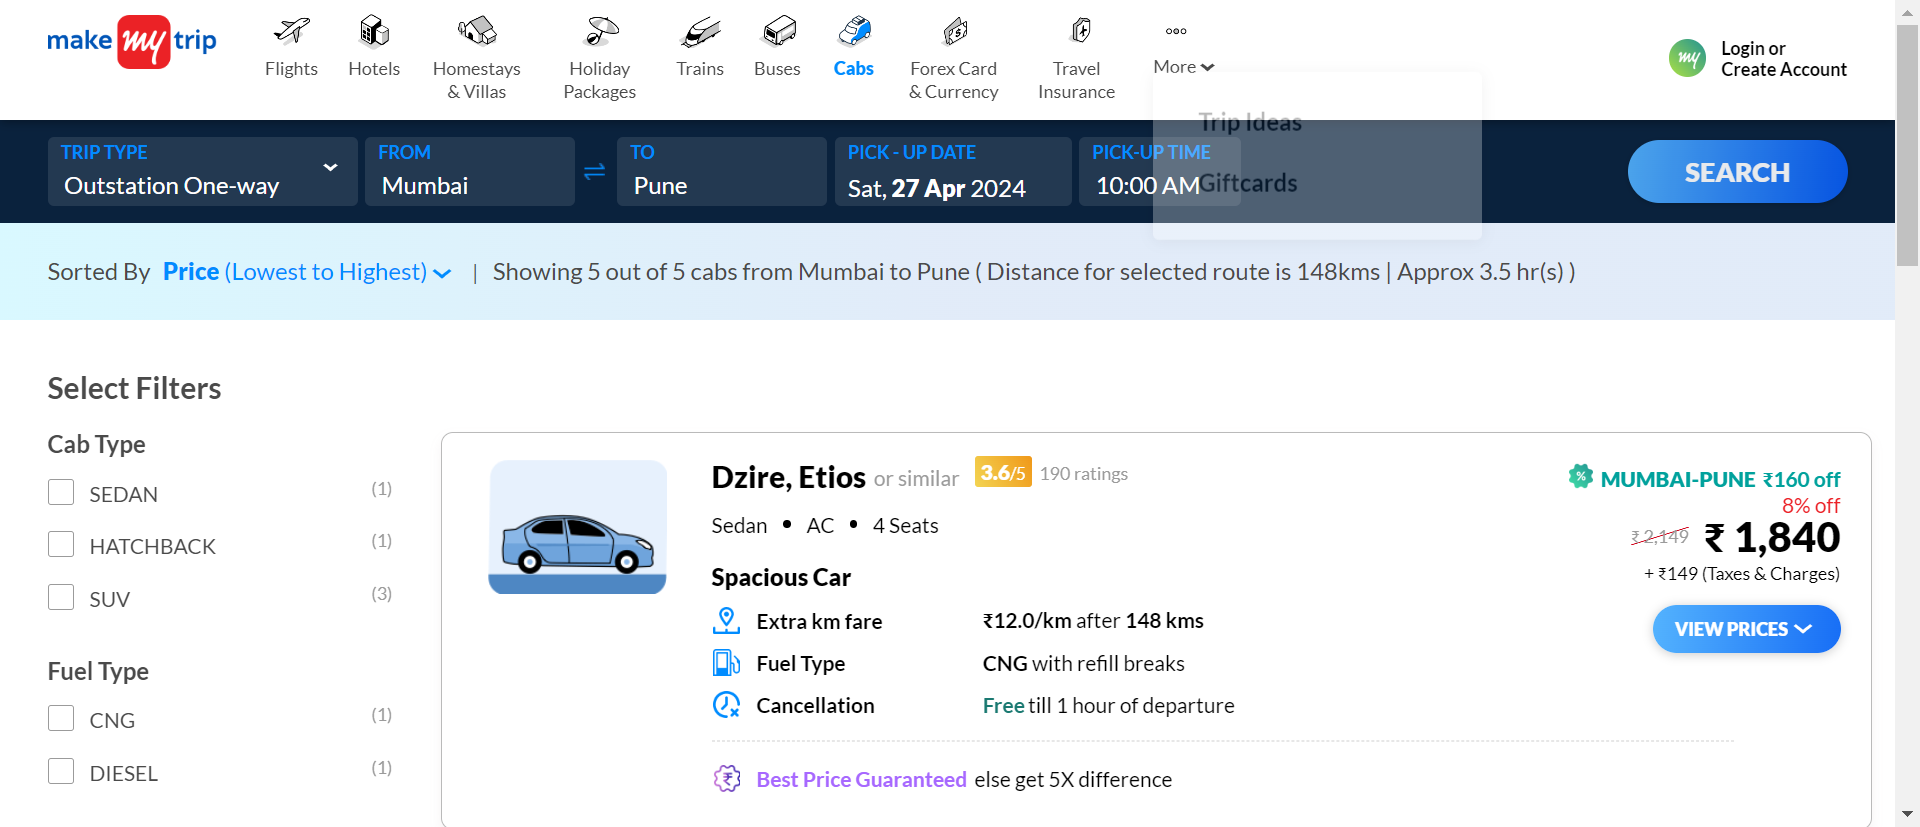 make my trip
Flights
Hotels
Homestays
& Villas
Holiday
Packages
Trains
Buses
Cabs
Forex Card
& Currency
Travel
Insurance
More
my
Login or
Create Account
Trip Ideas
Giftcards
TRIP TYPE
Outstation One-way
FROM
Mumbai
TO
Pune
PICK - UP DATE
Sat, 27 Apr 2024
PICK-UP TIME
10:00 AM
SEARCH
Sorted By Price (Lowest to Highest) | Showing 5 out of 5 cabs from Mumbai to Pune ( Distance for selected route is 148kms | Approx 3.5 hr(s) )
Select Filters
Cab Type
SEDAN (1)
HATCHBACK (1)
SUV (3)
Fuel Type
CNG (1)
DIESEL (1)
Dzire, Etios or similar 3.6/5 190 ratings
Sedan • AC • 4 Seats
Spacious Car
Extra km fare ₹12.0/km after 148 kms
Fuel Type CNG with refill breaks
Cancellation Free till 1 hour of departure
₹ Best Price Guaranteed else get 5X difference
% MUMBAI-PUNE ₹160 off
8% off
₹ 2,149 ₹ 1,840
+ ₹149 (Taxes & Charges)
VIEW PRICES